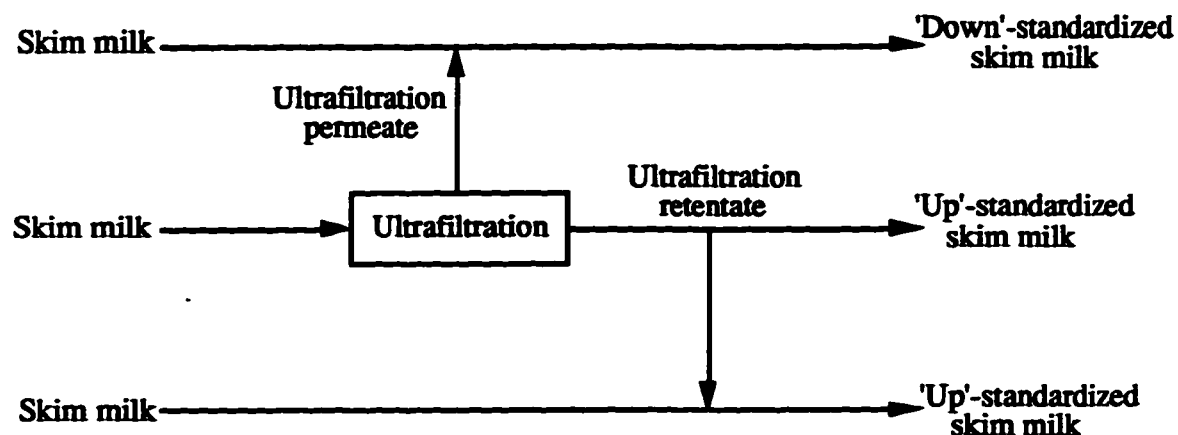 Skim milk
'Down'-standardized
skim milk
Ultrafiltration
permeate
Skim milk
Ultrafiltration
Ultrafiltration
retentate
'Up'-standardized
skim milk
Skim milk
'Up'-standardized
skim milk